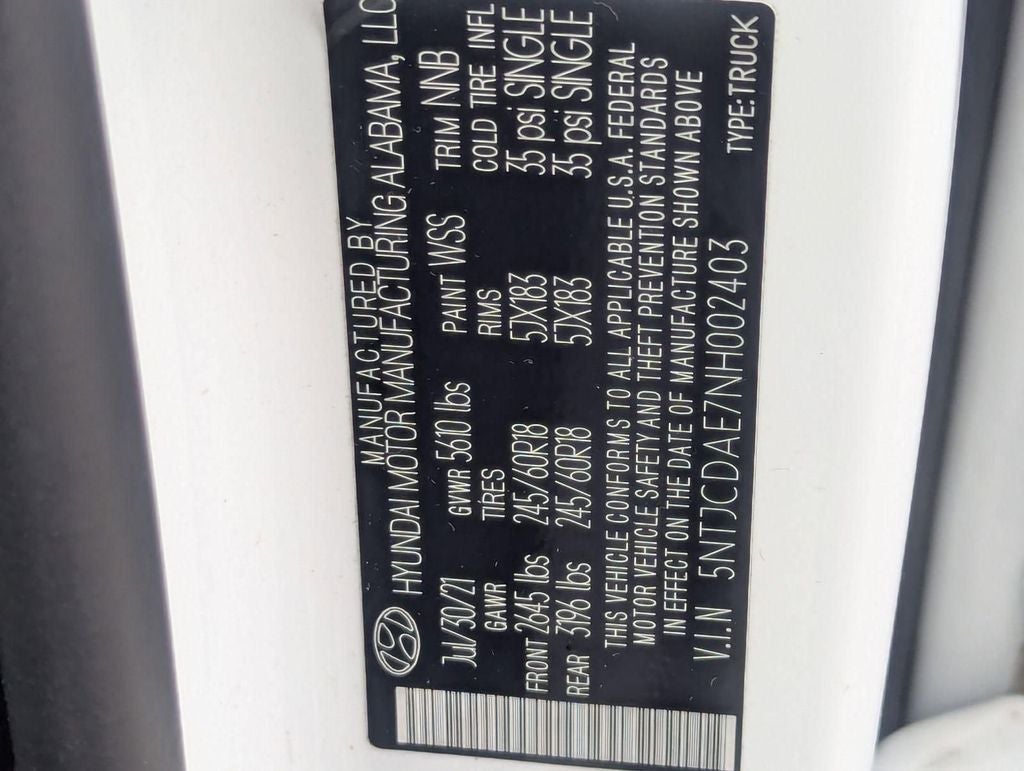 MANUFACTURED BY
HYUNDAI MOTOR MANUFACTURING ALABAMA, LLC
JUL/30/21 GVWR 5610 lbs PAINT WSS TRIM NNB
GAWR TIRES RIMS COLD TIRE INFL
FRONT 2645 lbs 245/60R18 5JX183 35 psi SINGLE
REAR 3196 lbs 245/60R18 5JX183 35 psi SINGLE
THIS VEHICLE CONFORMS TO ALL APPLICABLE U.S.A. FEDERAL
MOTOR VEHICLE SAFETY AND THEFT PREVENTION STANDARDS
IN EFFECT ON THE DATE OF MANUFACTURE SHOWN ABOVE
V.I.N 5NTJCDAE7NH002403
TYPE:TRUCK